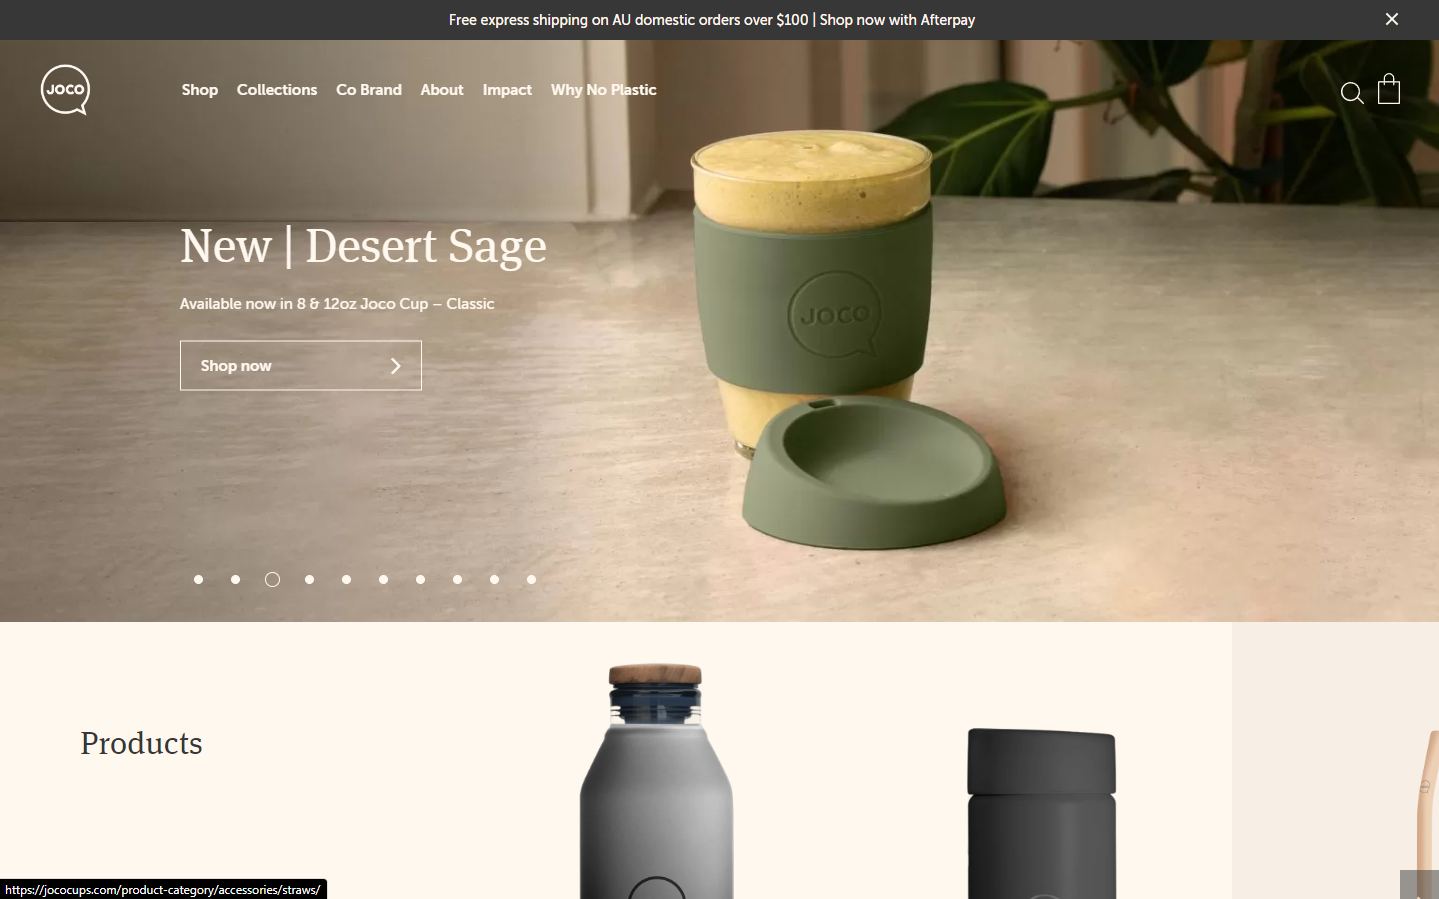 Free express shipping on AU domestic orders over $100 | Shop now with Afterpay
JOCO
Shop
Collections
Co Brand
About
Impact
Why No Plastic
New | Desert Sage
Available now in 8 & 12oz Joco Cup – Classic
Shop now
JOCO
Products
https://jococups.com/product-category/accessories/straws/